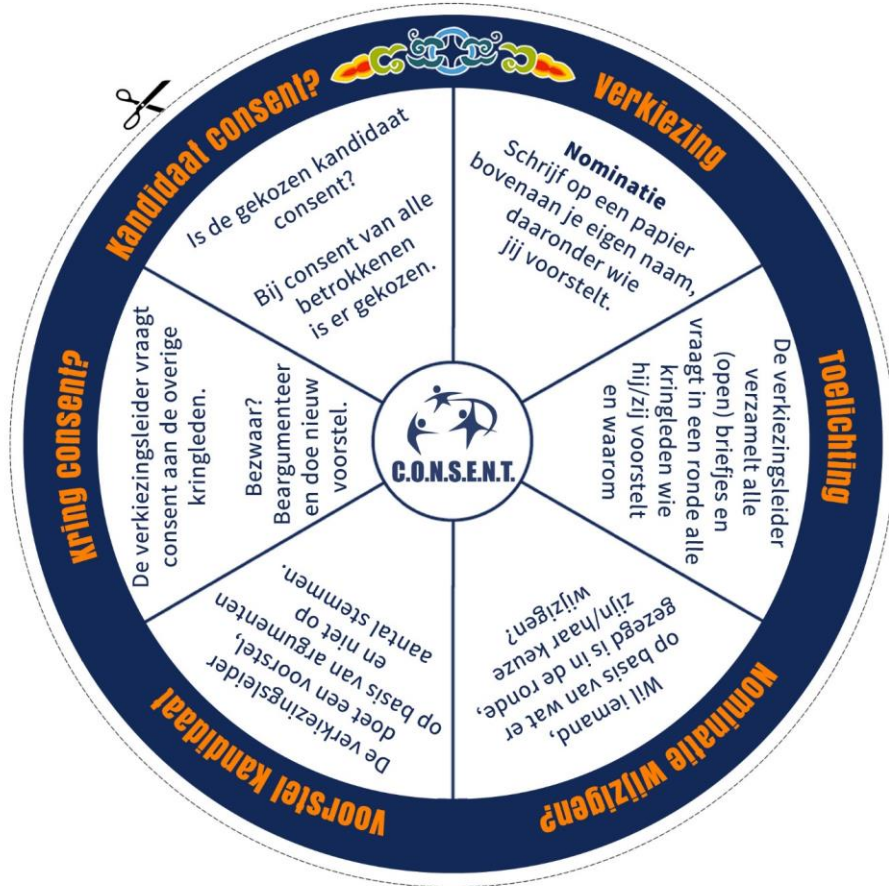 Verkiezing
Nominatie
Schrijf op een papier
bovenaan je eigen naam,
daaronder wie
jij voorstelt.
Toelichting
De verkiezingsleider
verzamelt alle
(open) briefjes en
vraagt in een ronde alle
kringleden wie
hij/zij voorstelt
en waarom
Nominatie wijzigen?
Wil iemand,
op basis van wat er
gezegd is in de ronde,
zijn/haar keuze
wijzigen?
Voorstel kandidaat
De verkiezingsleider
doet een voorstel,
op basis van argumenten
en niet op
aantal stemmen.
Kring consent?
De verkiezingsleider vraagt
consent aan de overige
kringleden.
Bezwaar?
Beargumenteer
en doe nieuw
voorstel.
Kandidaat consent?
Is de gekozen kandidaat
consent?
Bij consent van alle
betrokkenen
is er gekozen.
C.O.N.S.E.N.T.